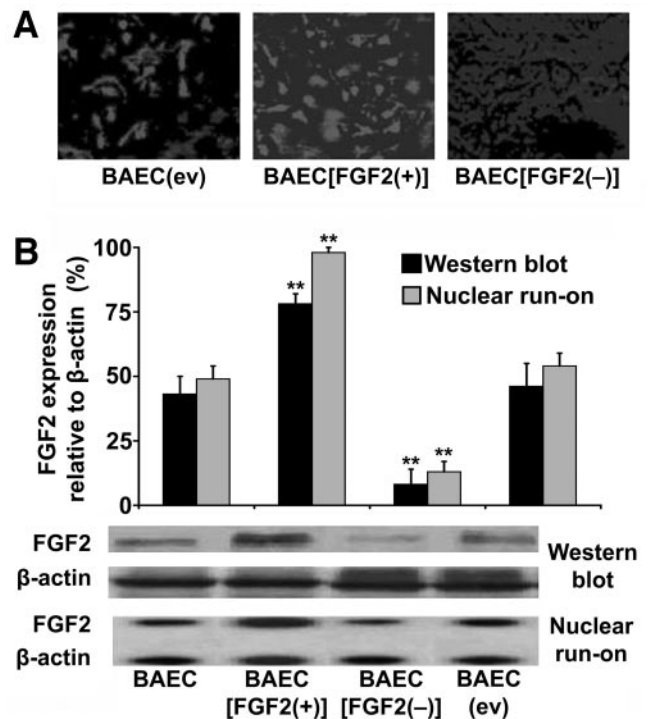 A
BAEC(ev) BAEC[FGF2(+)] BAEC[FGF2(–)]
B
FGF2 expression
relative to β-actin (%)
100
75
50
25
0
**
**
**
**
Western blot
Nuclear run-on
FGF2
β-actin
Western
blot
FGF2
β-actin
Nuclear
run-on
BAEC BAEC BAEC BAEC
[FGF2(+)] [FGF2(–)] (ev)